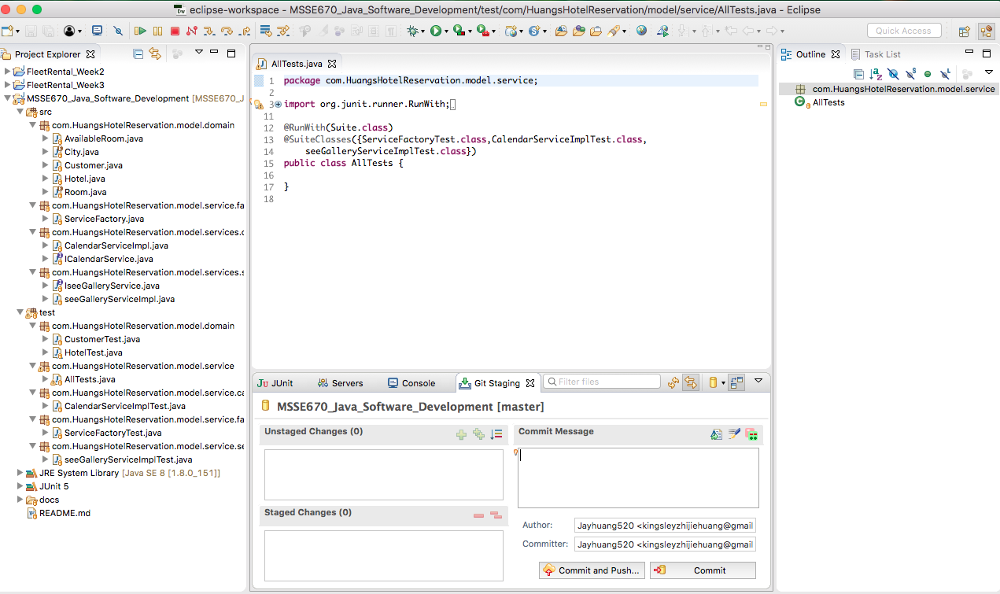 eclipse-workspace - MSSE670_Java_Software_Development/test/com/HuangsHotelReservation/model/service/AllTests.java - Eclipse
Quick Access
Project Explorer
FleetRental_Week2
FleetRental_Week3
MSSE670_Java_Software_Development [MSSE670_J
src
com.HuangsHotelReservation.model.domain
AvailableRoom.java
City.java
Customer.java
Hotel.java
Room.java
com.HuangsHotelReservation.model.service.fa
ServiceFactory.java
com.HuangsHotelReservation.model.services.c
CalendarServiceImpl.java
ICalendarService.java
com.HuangsHotelReservation.model.services.s
IseeGalleryService.java
seeGalleryServiceImpl.java
test
com.HuangsHotelReservation.model.domain
CustomerTest.java
HotelTest.java
com.HuangsHotelReservation.model.service
AllTests.java
com.HuangsHotelReservation.model.service.ca
CalendarServiceImplTest.java
com.HuangsHotelReservation.model.service.fa
ServiceFactoryTest.java
com.HuangsHotelReservation.model.service.se
seeGalleryServiceImplTest.java
JRE System Library [Java SE 8 [1.8.0_151]]
JUnit 5
docs
README.md
AllTests.java
1 package com.HuangsHotelReservation.model.service;
2
3 import org.junit.runner.RunWith;
11
12 @RunWith(Suite.class)
13 @SuiteClasses({ServiceFactoryTest.class,CalendarServiceImplTest.class,
14 seeGalleryServiceImplTest.class})
15 public class AllTests {
16
17 }
18
JUnit Servers Console Git Staging Filter files
MSSE670_Java_Software_Development [master]
Unstaged Changes (0)
Staged Changes (0)
Commit Message
Author: Jayhuang520 <kingsleyzhijiehuang@gmail
Committer: Jayhuang520 <kingsleyzhijiehuang@gmail
Commit and Push... Commit
Outline Task List
com.HuangsHotelReservation.model.service
AllTests